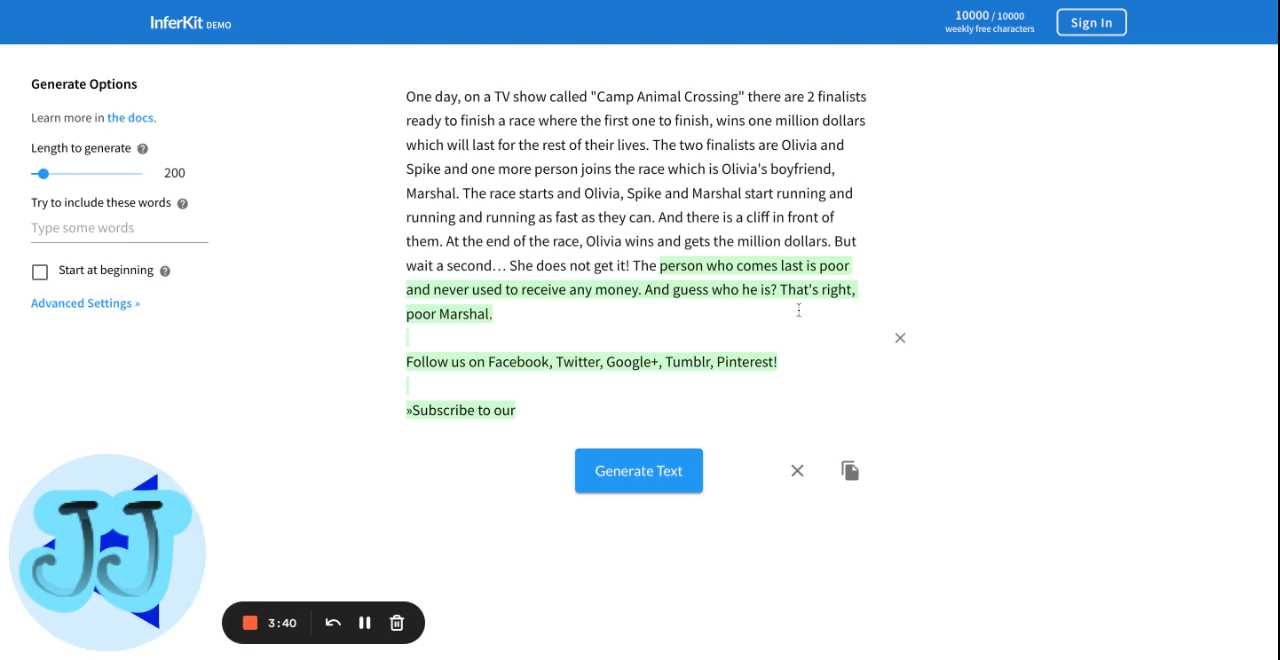 InferKit DEMO
10000 / 10000
weekly free characters
Sign In
Generate Options
Learn more in the docs.
Length to generate
200
Try to include these words
Type some words
Start at beginning
Advanced Settings »
One day, on a TV show called "Camp Animal Crossing" there are 2 finalists
ready to finish a race where the first one to finish, wins one million dollars
which will last for the rest of their lives. The two finalists are Olivia and
Spike and one more person joins the race which is Olivia's boyfriend,
Marshal. The race starts and Olivia, Spike and Marshal start running and
running and running as fast as they can. And there is a cliff in front of
them. At the end of the race, Olivia wins and gets the million dollars. But
wait a second… She does not get it! The person who comes last is poor
and never used to receive any money. And guess who he is? That's right,
poor Marshal.
Follow us on Facebook, Twitter, Google+, Tumblr, Pinterest!
»Subscribe to our
Generate Text
JJ
3:40